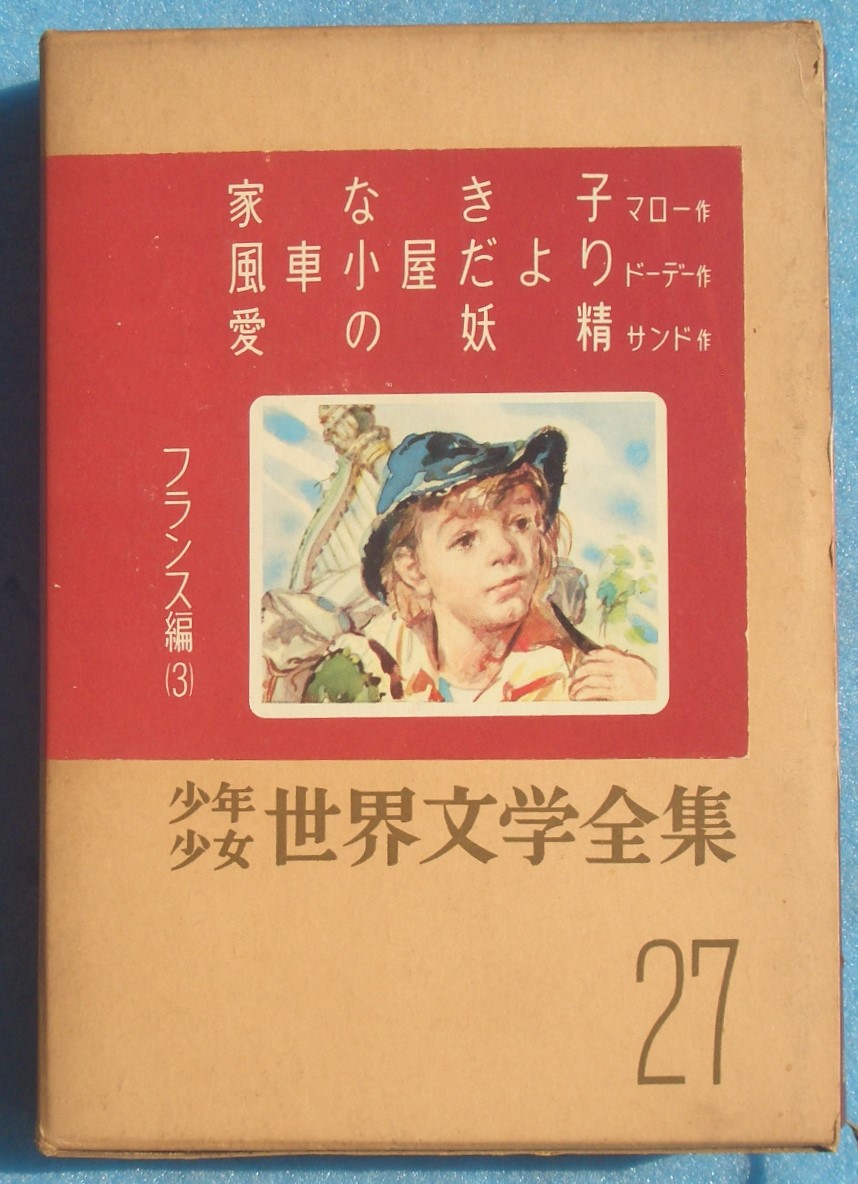 家なき子 マロー作
風車小屋だより ドーデー作
愛の妖精 サンド作
フランス編(3)
少年少女 世界文学全集
27